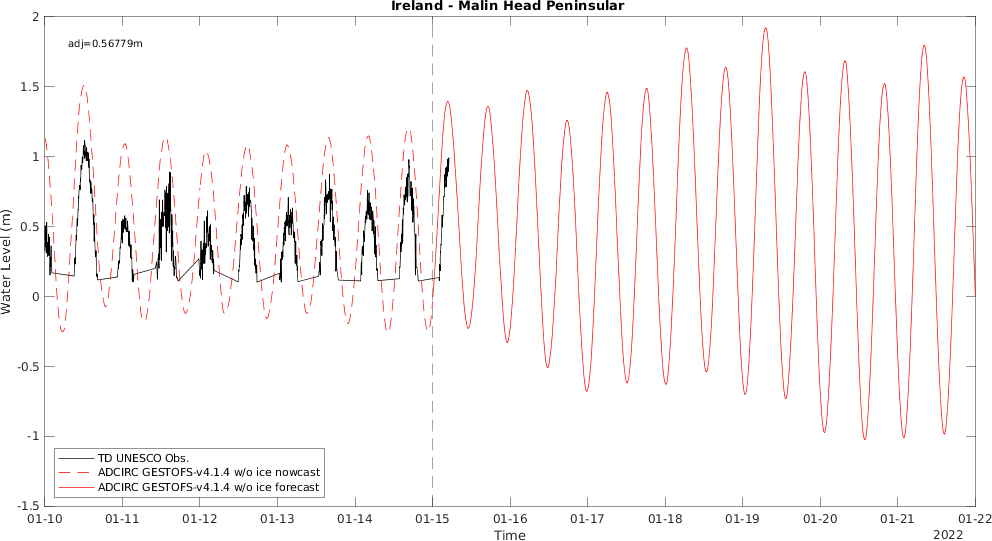 Ireland - Malin Head Peninsular
adj=0.56779m
2
1.5
1
0.5
0
-0.5
-1
-1.5
Water Level (m)
TD UNESCO Obs.
ADCIRC GESTOFS-v4.1.4 w/o ice nowcast
ADCIRC GESTOFS-v4.1.4 w/o ice forecast
01-10 01-11 01-12 01-13 01-14 01-15 01-16 01-17 01-18 01-19 01-20 01-21 01-22
Time
2022